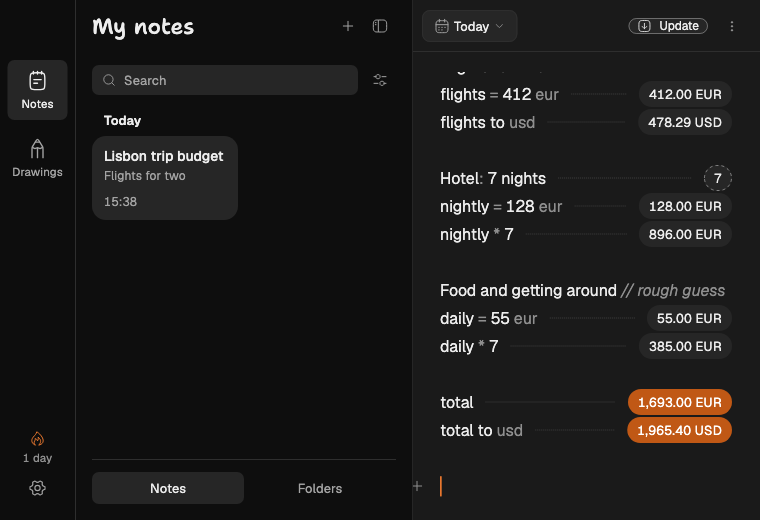 My notes
Search
Today
Lisbon trip budget
Flights for two
15:38
Notes
Drawings
1 day
Notes
Folders
Today
Update
flights = 412 eur 412.00 EUR
flights to usd 478.29 USD
Hotel: 7 nights 7
nightly = 128 eur 128.00 EUR
nightly * 7 896.00 EUR
Food and getting around // rough guess
daily = 55 eur 55.00 EUR
daily * 7 385.00 EUR
total 1,693.00 EUR
total to usd 1,965.40 USD